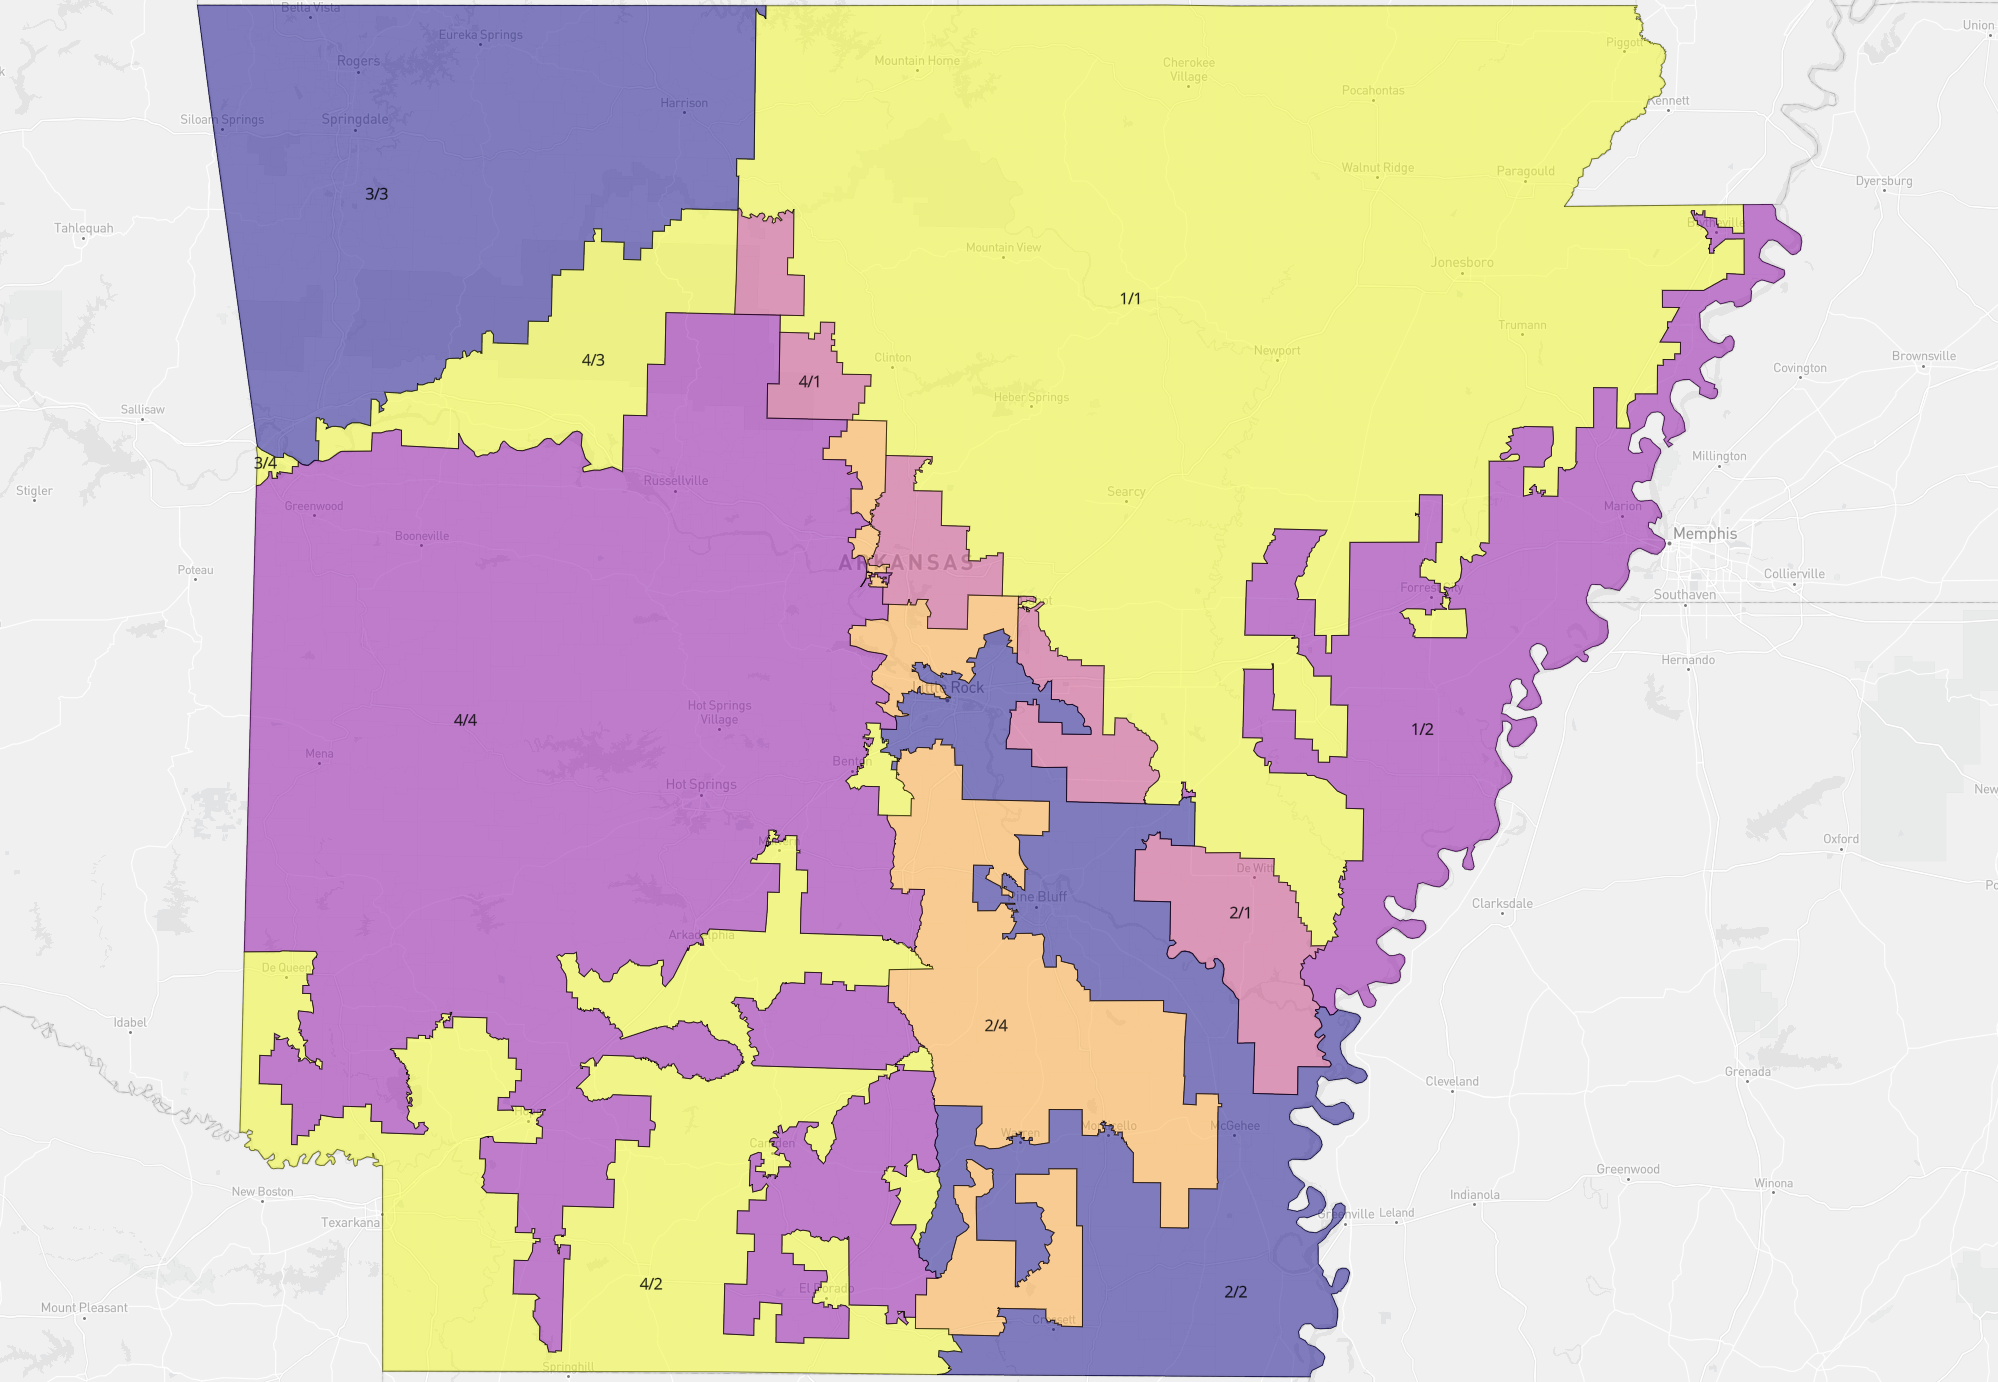 Bella Vista
Eureka Springs
Rogers
Harrison
Siloam Springs
Springdale
3/3
Mountain Home
Cherokee
Village
Pocahontas
Piggott
Kennett
Union
Walnut Ridge
Paragould
Dyersburg
Tahlequah
Mountain View
Jonesboro
Blytheville
1/1
Trumann
Newport
Brownsville
Covington
4/3
4/1
Clinton
Heber Springs
Sallisaw
3/4
Stigler
Greenwood
Russellville
Searcy
Millington
Marion
Memphis
Booneville
Poteau
ARKANSAS
Forrest City
Collierville
Southaven
Hernando
Little Rock
4/4
Hot Springs
Village
Mena
Benton
Hot Springs
1/2
New
Oxford
Malvern
De Witt
Pine Bluff
2/1
Clarksdale
Arkadelphia
De Queen
Idabel
2/4
Cleveland
Grenada
Hope
Camden
Warren
Monticello
McGehee
Greenwood
Winona
Indianola
New Boston
Texarkana
Greenville
Leland
4/2
El Dorado
2/2
Mount Pleasant
Crossett
Springhill